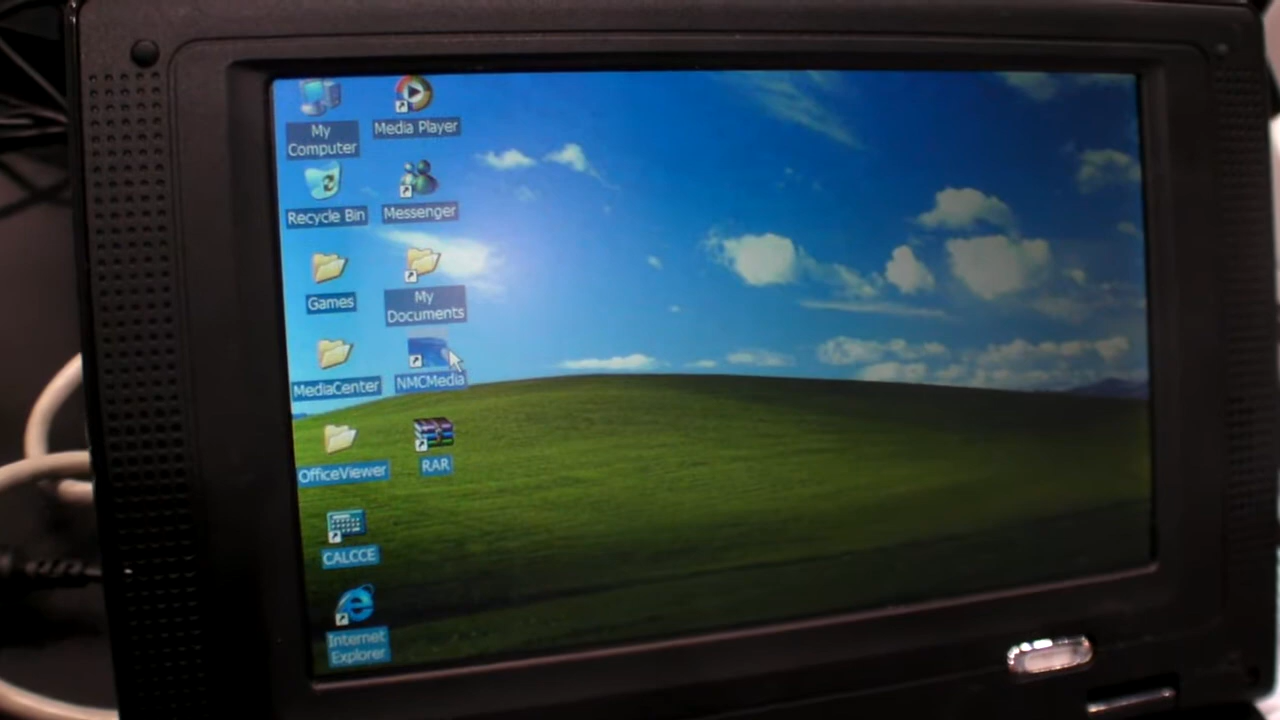 My
Computer
Recycle Bin
Games
MediaCenter
OfficeViewer
CALCCE
Internet
Explorer
Media Player
Messenger
My
Documents
NMCMedia
RAR